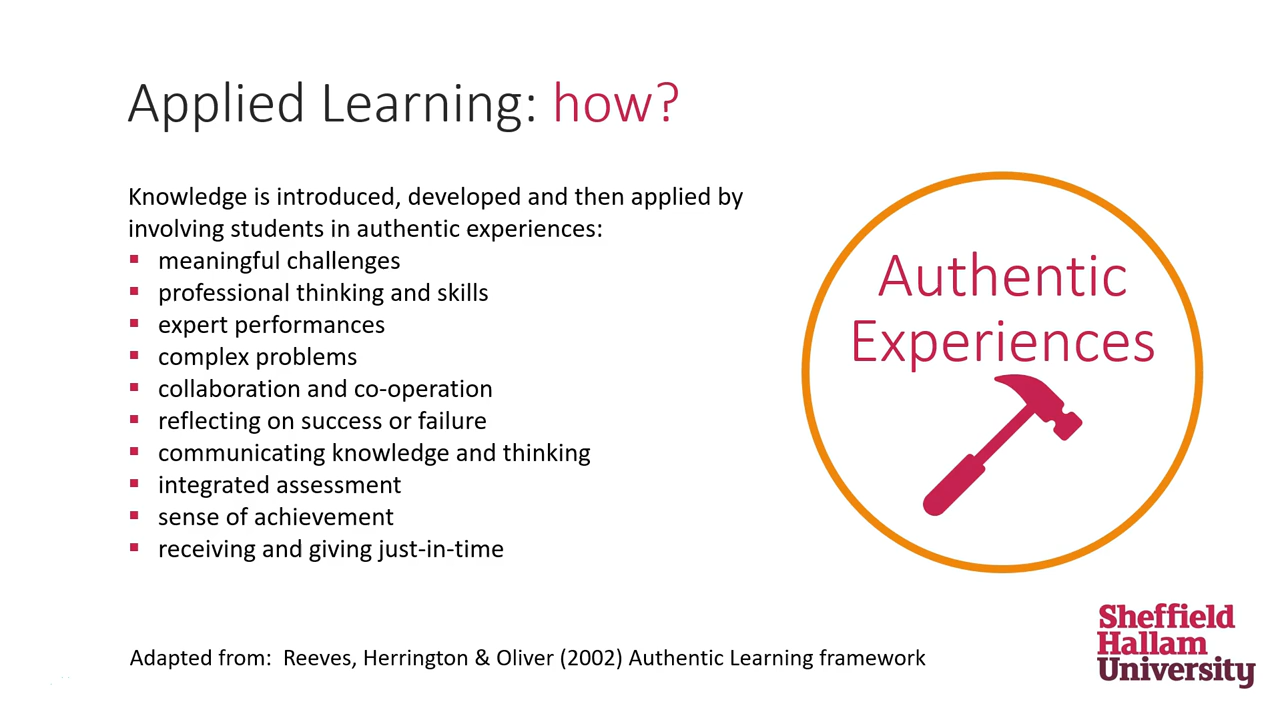 Applied Learning: how?
Knowledge is introduced, developed and then applied by
involving students in authentic experiences:
▪ meaningful challenges
▪ professional thinking and skills
▪ expert performances
▪ complex problems
▪ collaboration and co-operation
▪ reflecting on success or failure
▪ communicating knowledge and thinking
▪ integrated assessment
▪ sense of achievement
▪ receiving and giving just-in-time
Authentic
Experiences
Adapted from: Reeves, Herrington & Oliver (2002) Authentic Learning framework
Sheffield
Hallam
University